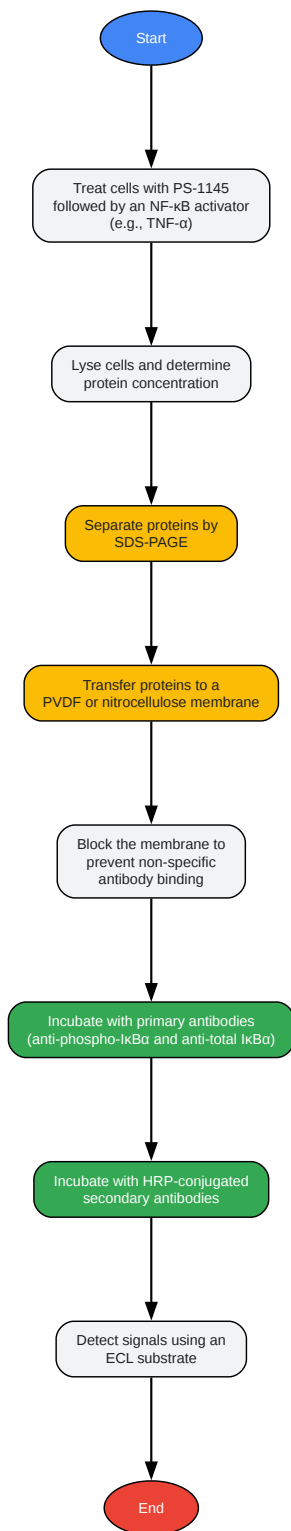 Start
Treat cells with PS-1145
followed by an NF-κB activator
(e.g., TNF-α)
Lyse cells and determine
protein concentration
Separate proteins by
SDS-PAGE
Transfer proteins to a
PVDF or nitrocellulose membrane
Block the membrane to
prevent non-specific
antibody binding
Incubate with primary antibodies
(anti-phospho-IκBα and anti-total IκBα)
Incubate with HRP-conjugated
secondary antibodies
Detect signals using an
ECL substrate
End